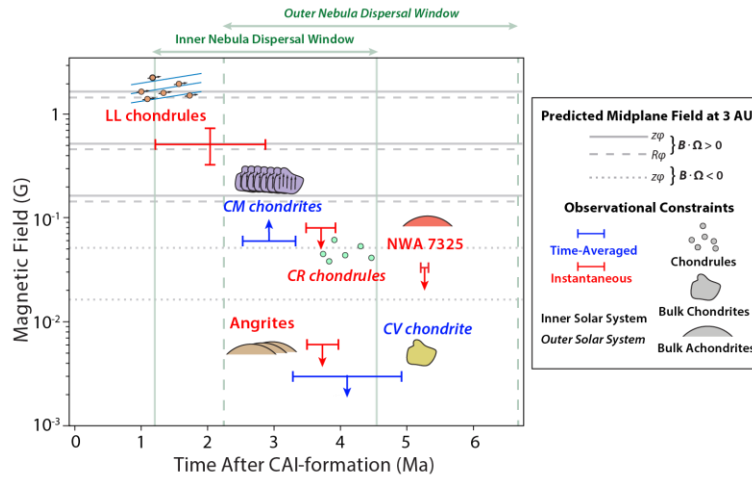 Outer Nebula Dispersal Window
Inner Nebula Dispersal Window
LL chondrules
CM chondrites
CR chondrules
NWA 7325
Angrites
CV chondrite
Magnetic Field (G)
1
10⁻¹
10⁻²
10⁻³
0 1 2 3 4 5 6
Time After CAI-formation (Ma)
Predicted Midplane Field at 3 AU
zφ
Rφ
} B · Ω > 0
zφ } B · Ω < 0
Observational Constraints
Time-Averaged
Instantaneous
Chondrules
Bulk Chondrites
Inner Solar System
Outer Solar System
Bulk Achondrites